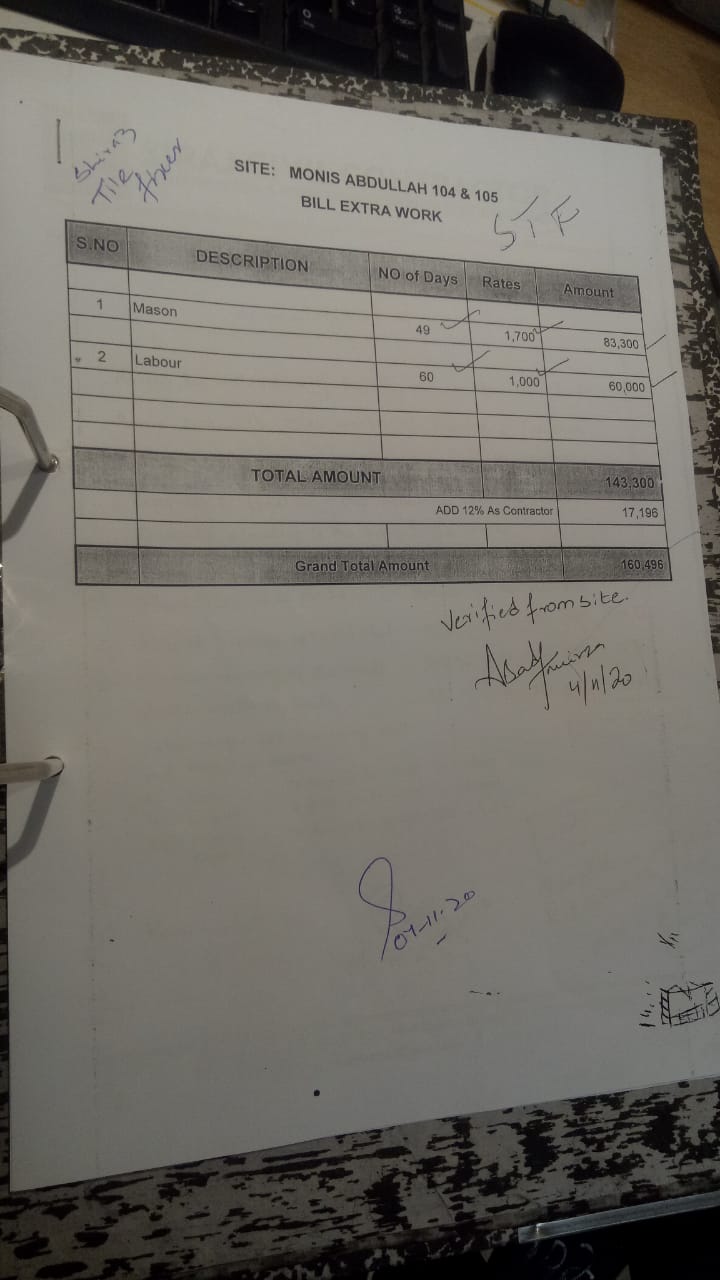 Shiraz
Tile fixer
SITE: MONIS ABDULLAH 104 & 105
BILL EXTRA WORK
STF
S.NO DESCRIPTION NO of Days Rates Amount
1 Mason 49 1,700 83,300
2 Labour 60 1,000 60,000
TOTAL AMOUNT 143,300
ADD 12% As Contractor 17,196
Grand Total Amount 160,496
Verified from site.
4/11/20
04-11-20